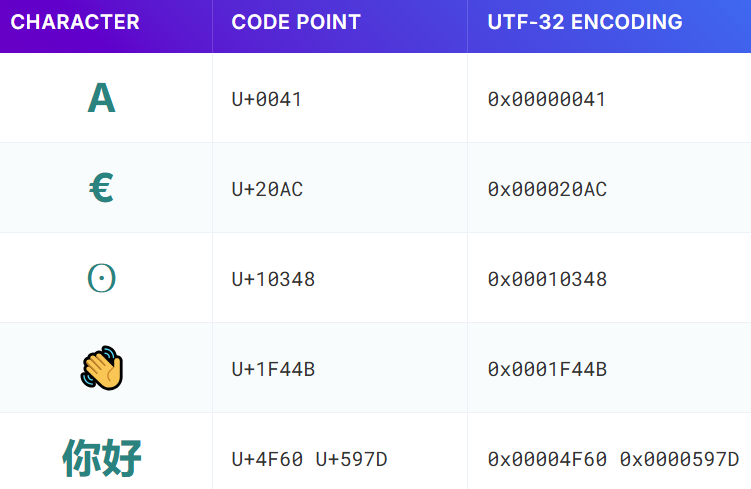 CHARACTER CODE POINT UTF-32 ENCODING
A U+0041 0x00000041
€ U+20AC 0x000020AC
𐍈 U+10348 0x00010348
👋 U+1F44B 0x0001F44B
你好 U+4F60 U+597D 0x00004F60 0x0000597D